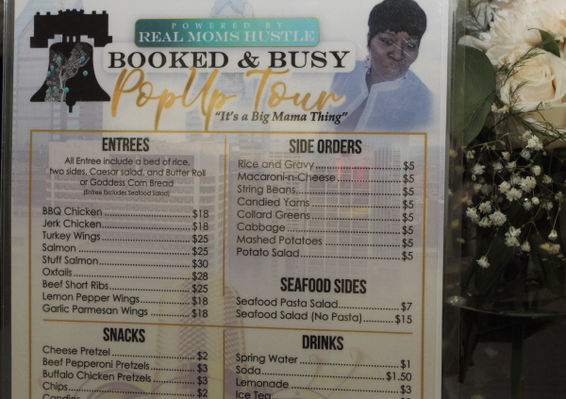 POWERED BY
REAL MOMS HUSTLE
BOOKED & BUSY
PopUp Tour
"It's a Big Mama Thing"
ENTREES
All Entree include a bed of rice,
two sides, Caesar salad, and Butter Roll
or Goddess Corn Bread
(Entree Excludes Seafood Salad)
BBQ Chicken $18
Jerk Chicken $18
Turkey Wings $25
Salmon $25
Stuff Salmon $30
Oxtails $28
Beef Short Ribs $25
Lemon Pepper Wings $18
Garlic Parmesan Wings $18
SNACKS
Cheese Pretzel $2
Beef Pepperoni Pretzels $3
Buffalo Chicken Pretzels $3
Chips $2
SIDE ORDERS
Rice and Gravy $5
Macaroni-n-Cheese $5
String Beans $5
Candied Yams $5
Collard Greens $5
Cabbage $5
Mashed Potatoes $5
Potato Salad $5
SEAFOOD SIDES
Seafood Pasta Salad $7
Seafood Salad (No Pasta) $15
DRINKS
Spring Water $1
Soda $1.50
Lemonade $3
Ice Tea